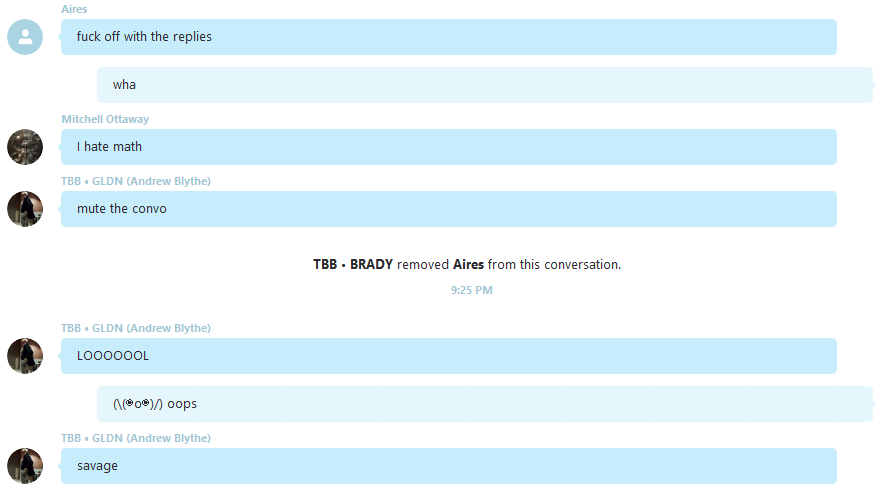 Aires
fuck off with the replies
wha
Mitchell Ottaway
I hate math
TBB • GLDN (Andrew Blythe)
mute the convo
TBB • BRADY removed Aires from this conversation.
9:25 PM
TBB • GLDN (Andrew Blythe)
LOOOOOOL
(\(◉o◉)/) oops
TBB • GLDN (Andrew Blythe)
savage